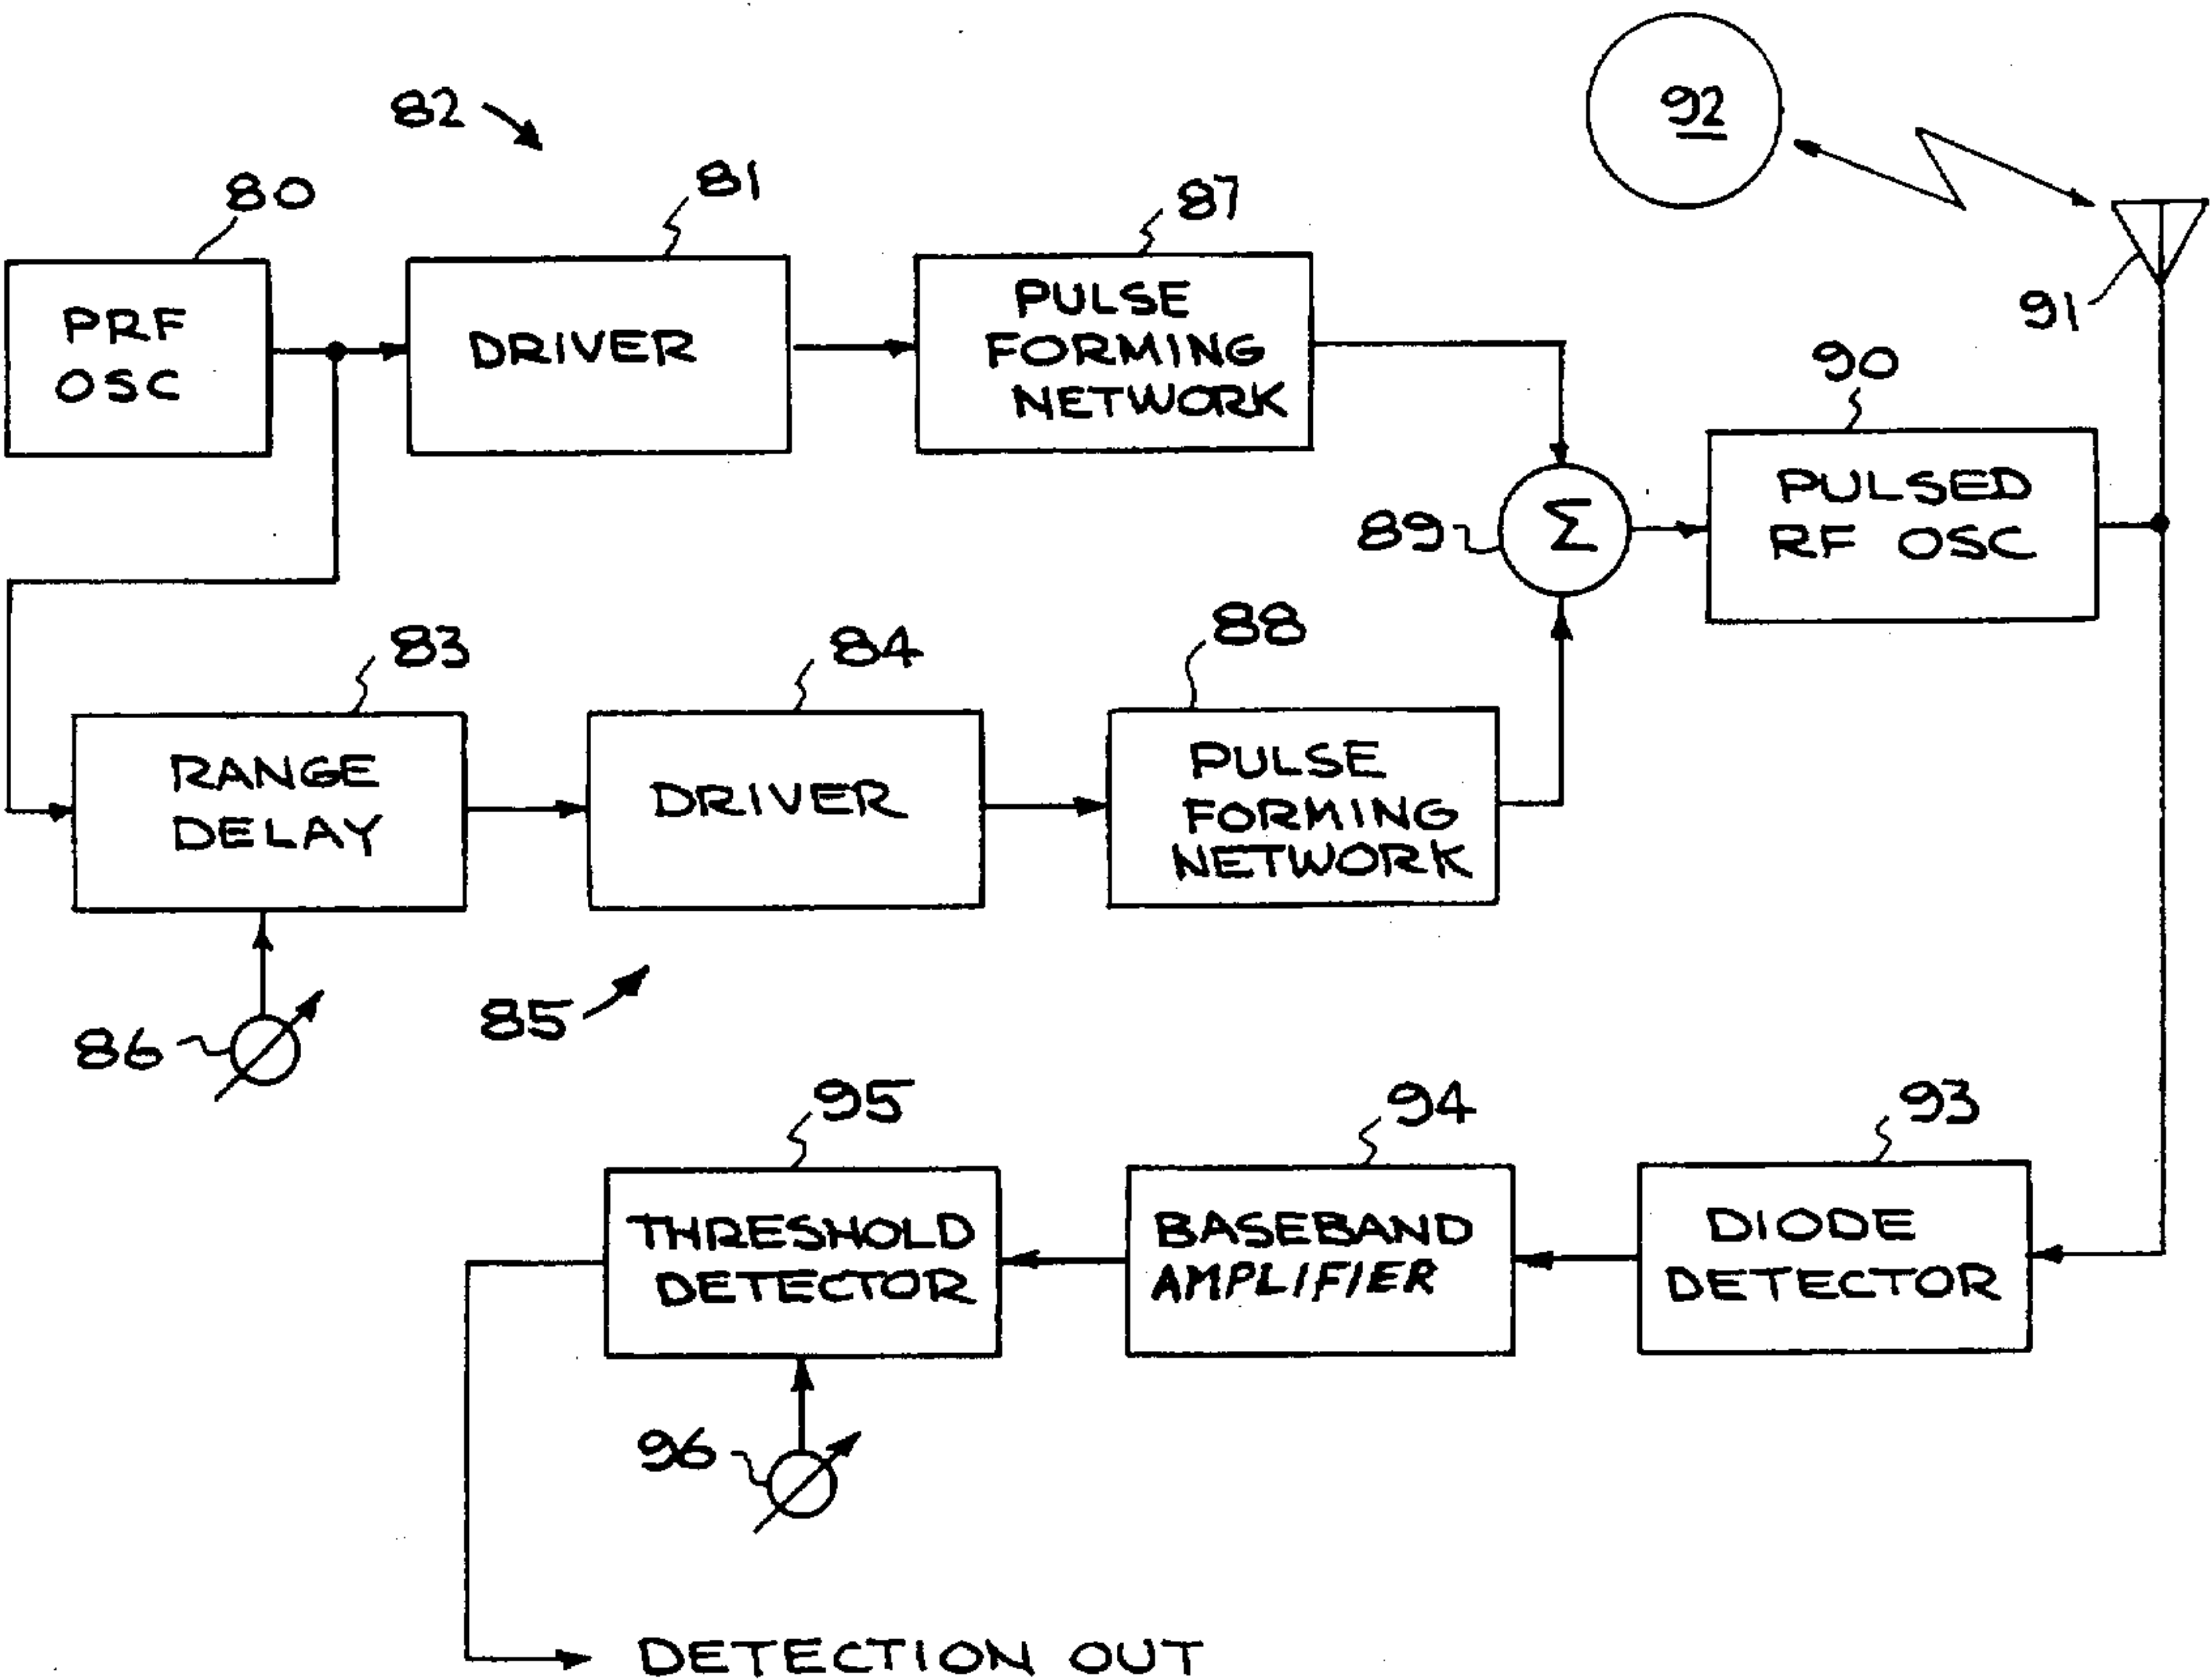 82
92
80
81
87
PRF
OSC
DRIVER
PULSE
FORMING
NETWORK
91
90
89
Σ
PULSED
RF OSC
83
84
88
RANGE
DELAY
DRIVER
PULSE
FORMING
NETWORK
86
85
95
94
93
THRESHOLD
DETECTOR
BASEBAND
AMPLIFIER
DIODE
DETECTOR
96
DETECTION OUT